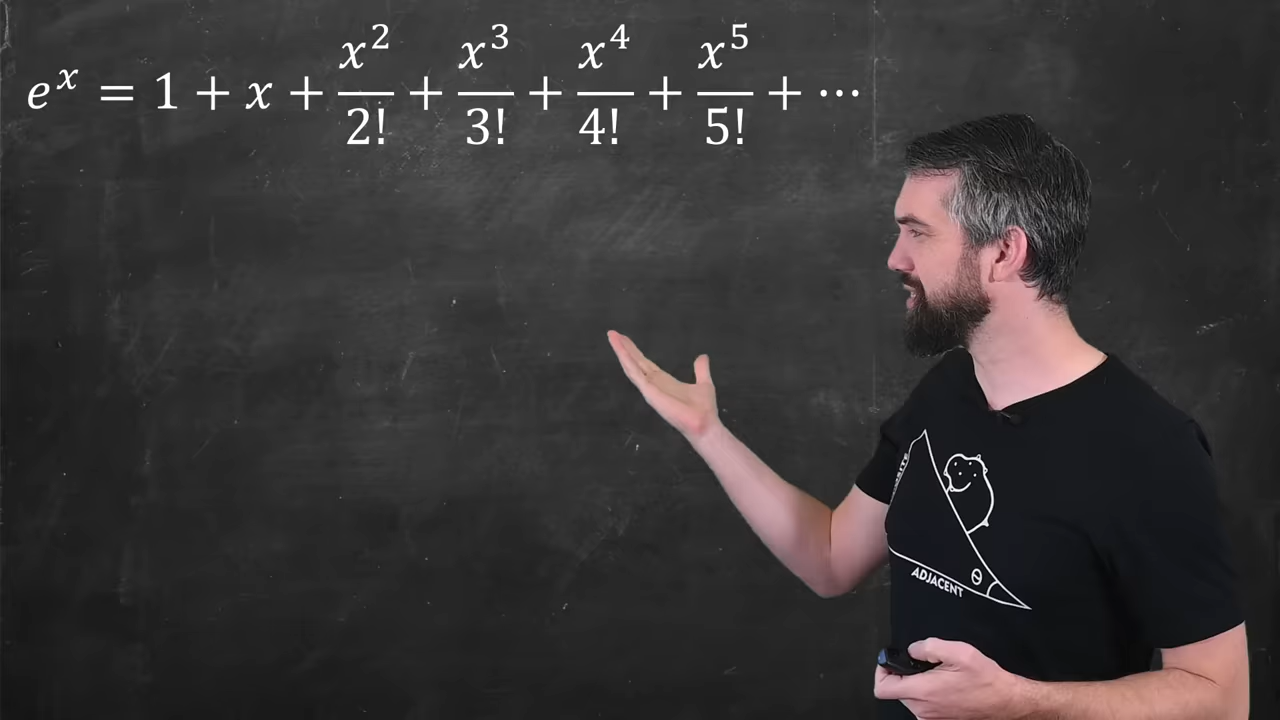 e^x = 1 + x + x^2/2! + x^3/3! + x^4/4! + x^5/5! + ⋯
ADJACENT
θ